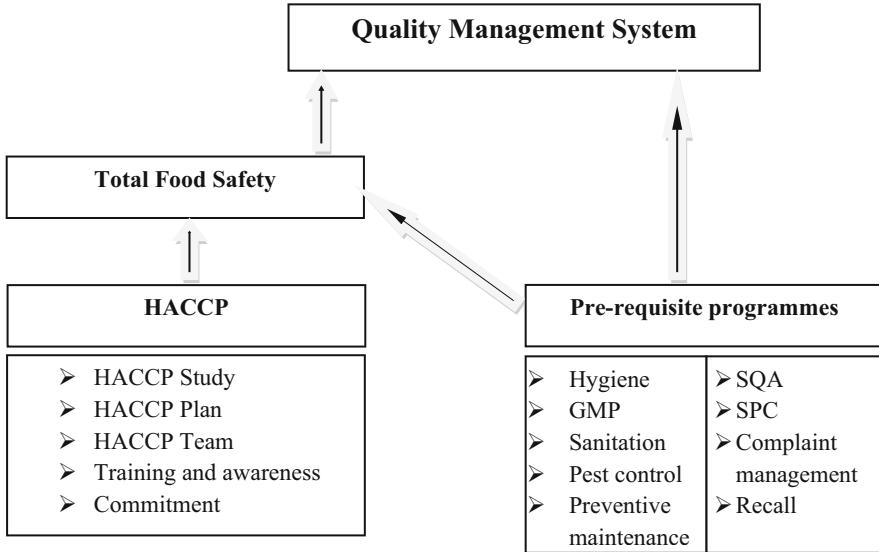 Quality Management System
Total Food Safety
HACCP
➢ HACCP Study
➢ HACCP Plan
➢ HACCP Team
➢ Training and awareness
➢ Commitment
Pre-requisite programmes
➢ Hygiene
➢ GMP
➢ Sanitation
➢ Pest control
➢ Preventive
maintenance
➢ SQA
➢ SPC
➢ Complaint
management
➢ Recall